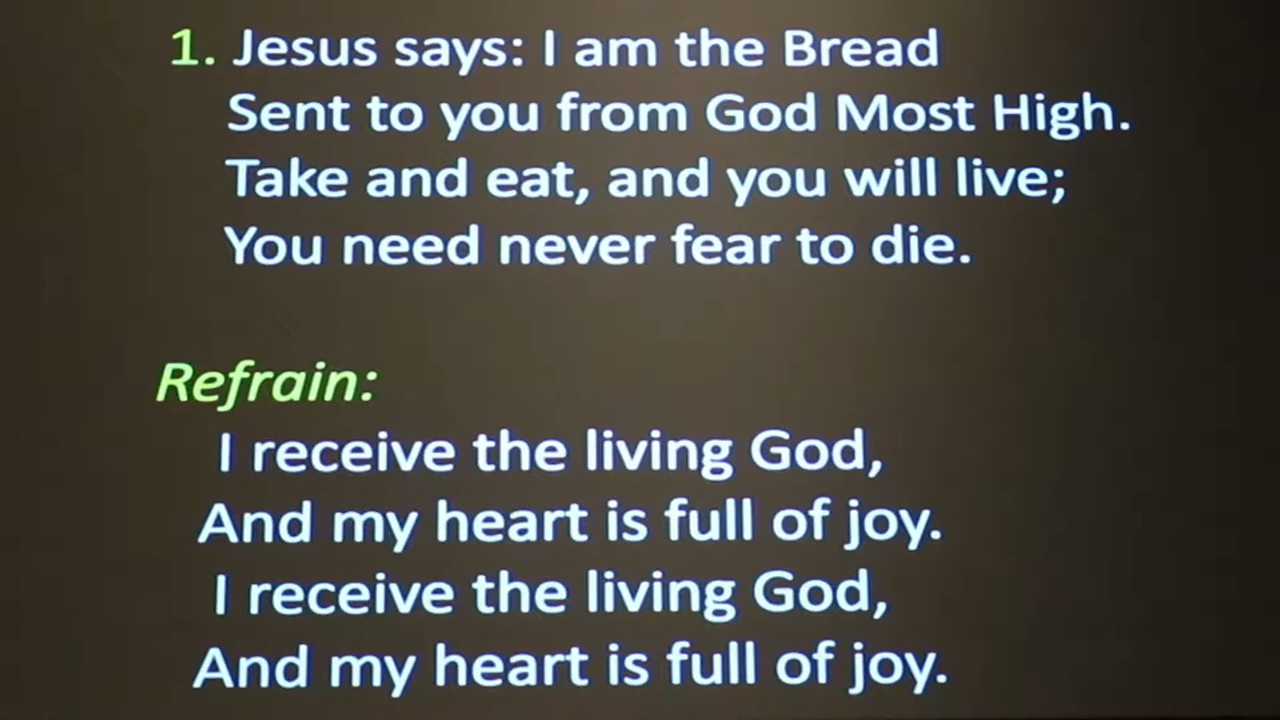 1. Jesus says: I am the Bread
Sent to you from God Most High.
Take and eat, and you will live;
You need never fear to die.
Refrain:
I receive the living God,
And my heart is full of joy.
I receive the living God,
And my heart is full of joy.